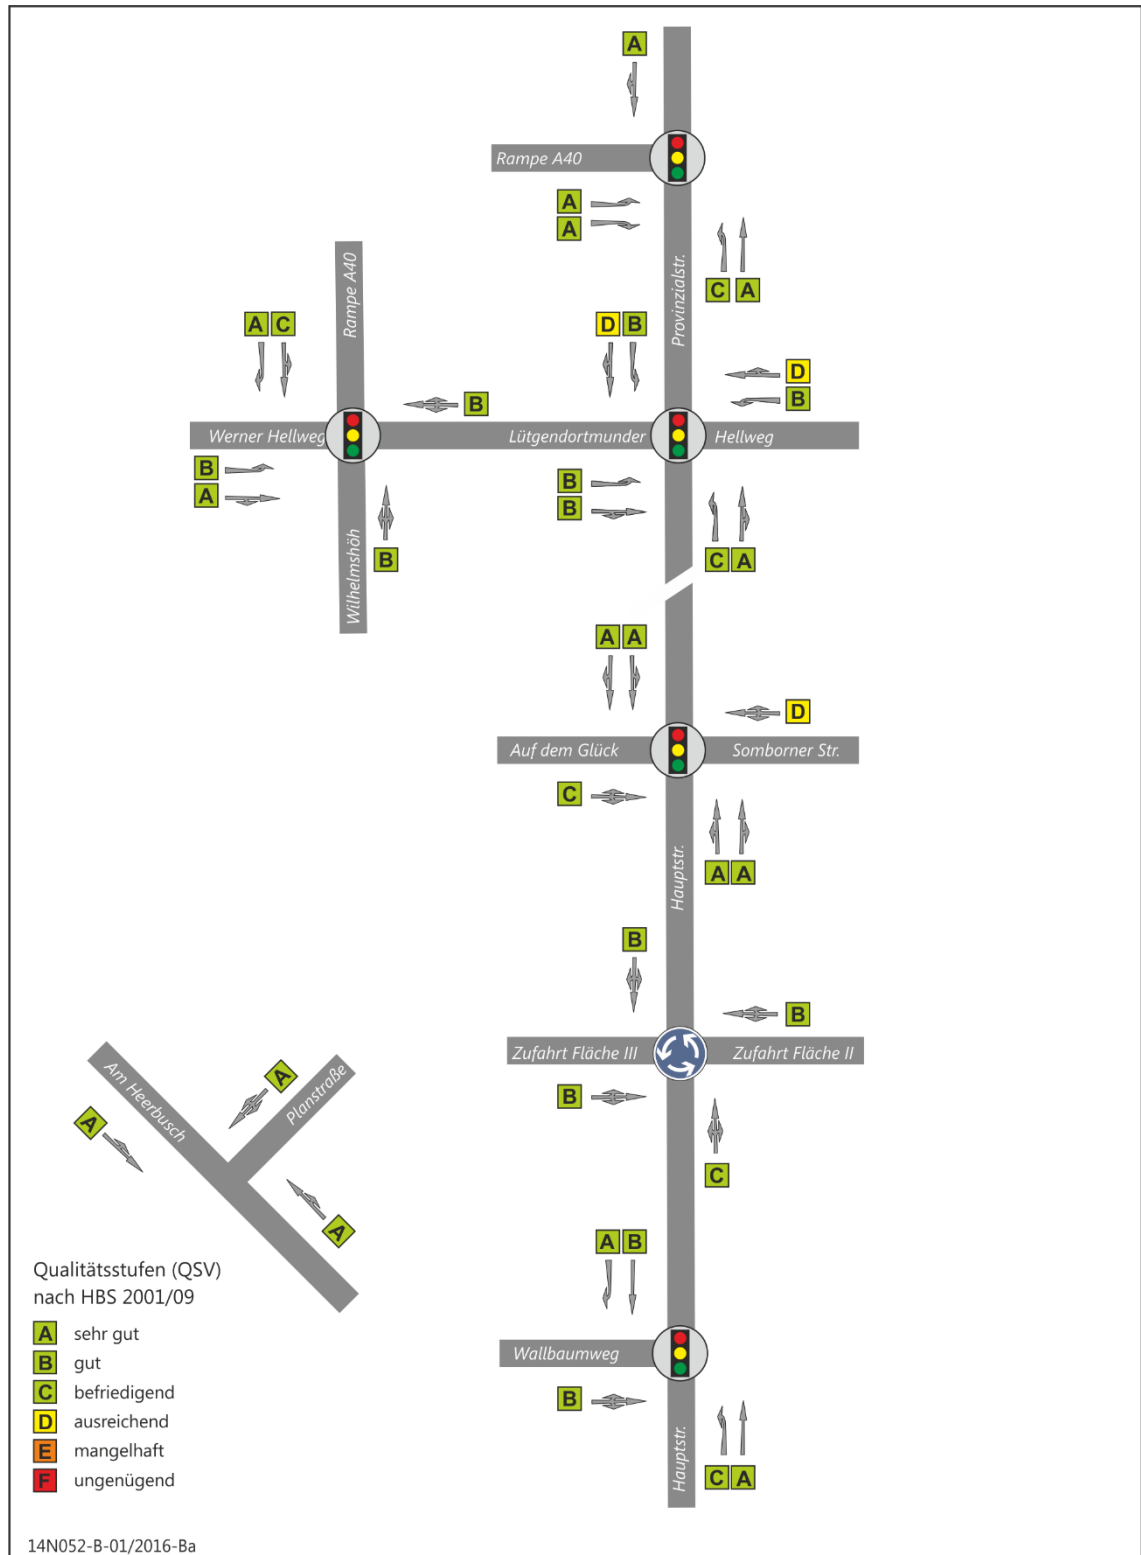 A
Rampe A40
A
A
C A
Rampe A40
Provinzialstr.
A C
D B
D
B
B
Werner Hellweg
Lütgendortmunder
Hellweg
B
A
B
B
B
C A
Wilhelmshöh
A A
D
Auf dem Glück
Somborner Str.
C
A A
Hauptstr.
B
B
Zufahrt Fläche III
Zufahrt Fläche II
B
C
A
Am Heerbusch
Planstraße
A
A
A B
Wallbaumweg
B
Hauptstr.
C A
Qualitätsstufen (QSV)
nach HBS 2001/09
A sehr gut
B gut
C befriedigend
D ausreichend
E mangelhaft
F ungenügend
14N052-B-01/2016-Ba